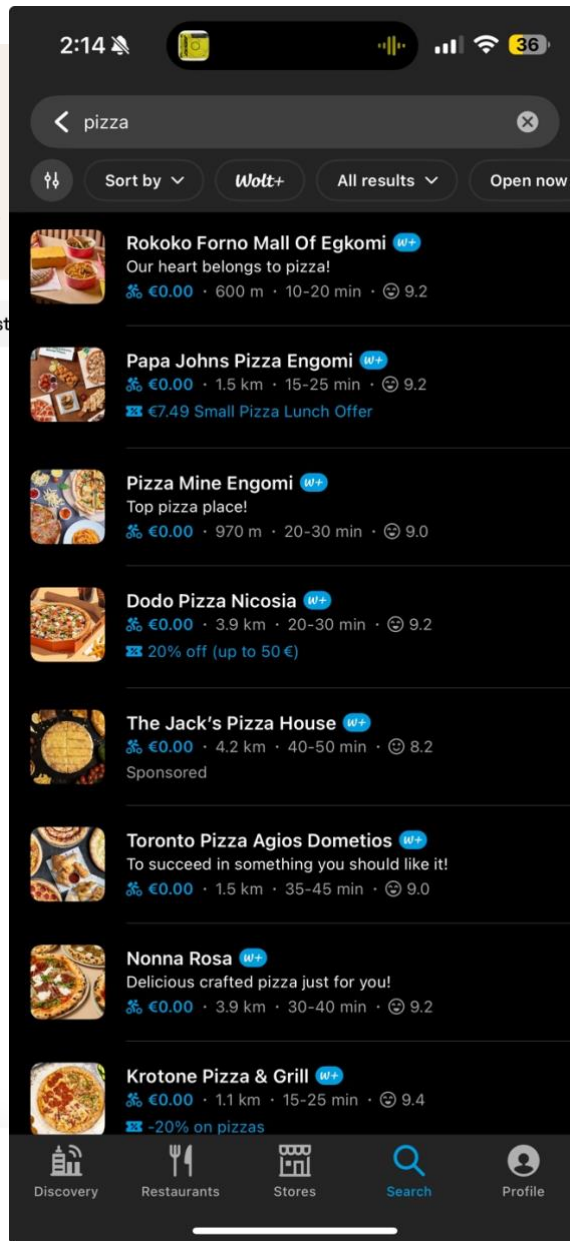 2:14
36
pizza
Sort by
Wolt+
All results
Open now
Rokoko Forno Mall Of Egkomi W+
Our heart belongs to pizza!
€0.00 · 600 m · 10-20 min · 9.2
st
Papa Johns Pizza Engomi W+
€0.00 · 1.5 km · 15-25 min · 9.2
€7.49 Small Pizza Lunch Offer
Pizza Mine Engomi W+
Top pizza place!
€0.00 · 970 m · 20-30 min · 9.0
Dodo Pizza Nicosia W+
€0.00 · 3.9 km · 20-30 min · 9.2
20% off (up to 50 €)
The Jack’s Pizza House W+
€0.00 · 4.2 km · 40-50 min · 8.2
Sponsored
Toronto Pizza Agios Dometios W+
To succeed in something you should like it!
€0.00 · 1.5 km · 35-45 min · 9.0
Nonna Rosa W+
Delicious crafted pizza just for you!
€0.00 · 3.9 km · 30-40 min · 9.2
Krotone Pizza & Grill W+
€0.00 · 1.1 km · 15-25 min · 9.4
-20% on pizzas
Discovery
Restaurants
Stores
Search
Profile